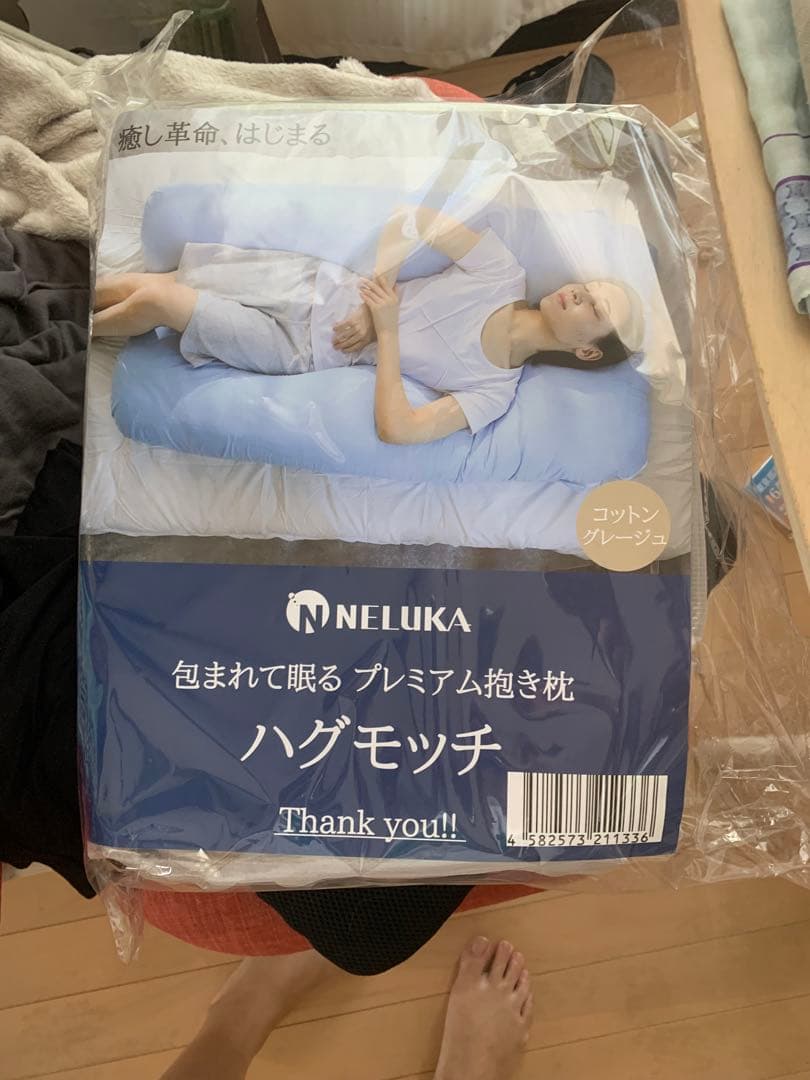 癒し革命、はじまる
コットン
グレージュ
NELUKA
包まれて眠る プレミアム抱き枕
ハグモッチ
Thank you!!
4 582573 211336